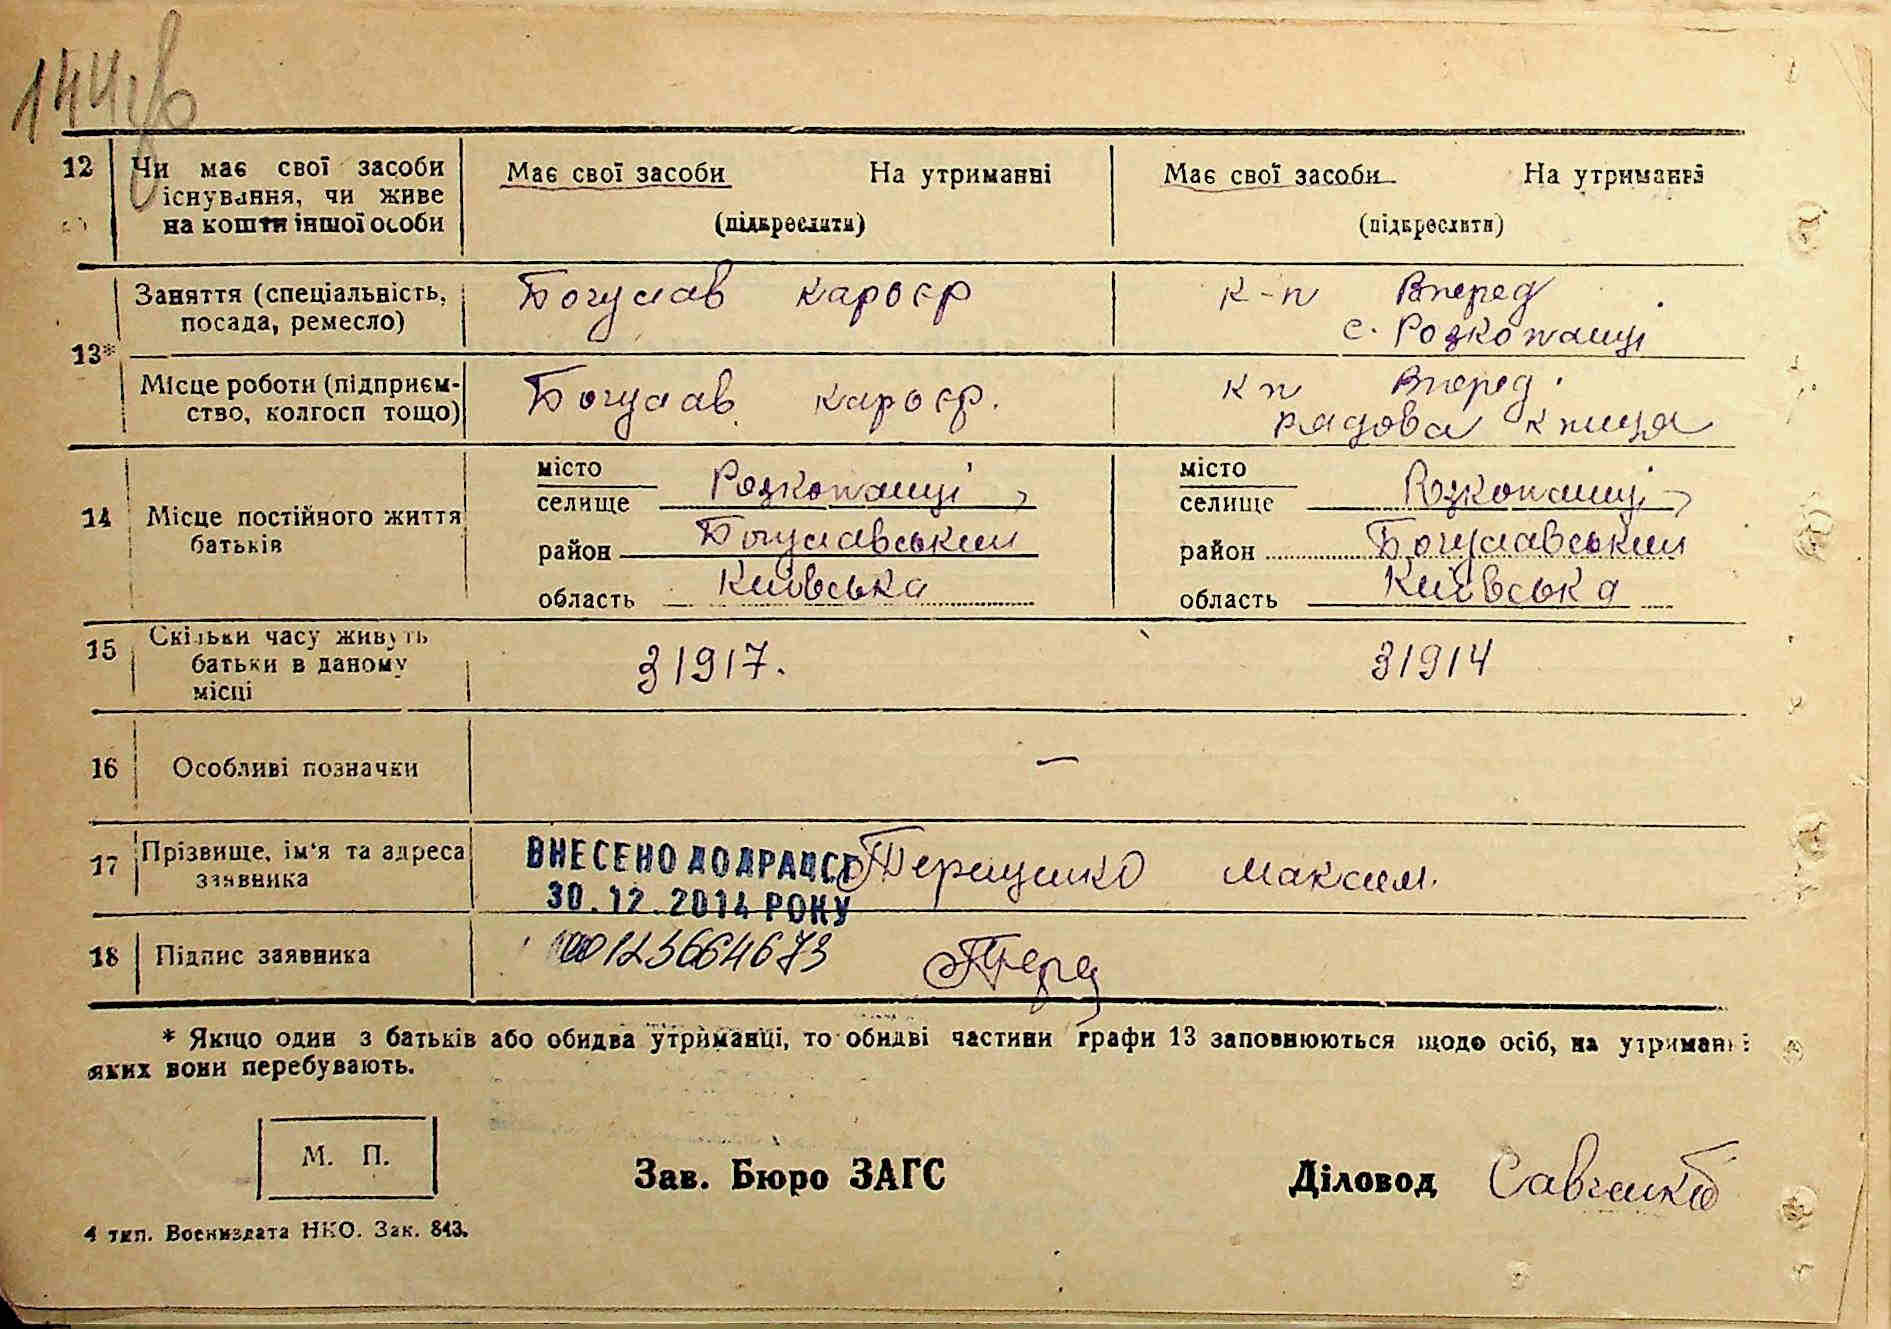 144зв
12 Чи має свої засоби існування, чи живе на кошти іншої особи
Має свої засоби На утриманні
(підкреслити)
Має свої засоби На утриманні
(підкреслити)
13*
Заняття (спеціальність, посада, ремесло)
Богуслав кароєр
к-п Вперед
с. Розкопанці
Місце роботи (підприємство, колгосп тощо)
Богуслав кароєр.
кп Вперед.
рядова
14 Місце постійного життя батьків
місто
селище Розкопанці,
район Богуславський
область Київська
місто
селище Розкопанці,
район Богуславський
область Київська
15 Скільки часу живуть батьки в даному місці
З 1917.
З 1914
16 Особливі позначки
—
17 Прізвище, ім'я та адреса заявника
ВНЕСЕНО ДО ДРАЦСГ
30.12.2014 РОКУ
Терещенко Максим.
18 Підпис заявника
Терещ
* Якщо один з батьків або обидва утриманці, то обидві частини графи 13 заповнюються щодо осіб, на утриманні
яких вони перебувають.
М. П.
Зав. Бюро ЗАГС
Діловод Савченко
4 тип. Воениздата НКО. Зак. 843.